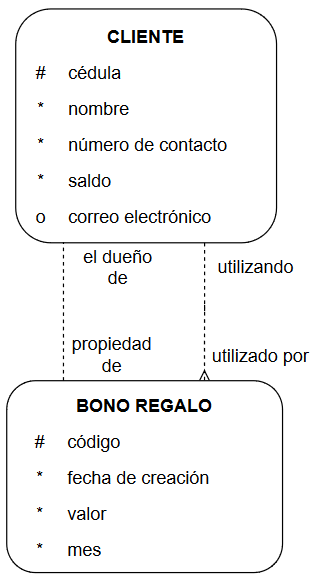 CLIENTE
# cédula
* nombre
* número de contacto
* saldo
o correo electrónico
el dueño
de
utilizando
propiedad
de
utilizado por
BONO REGALO
# código
* fecha de creación
* valor
* mes